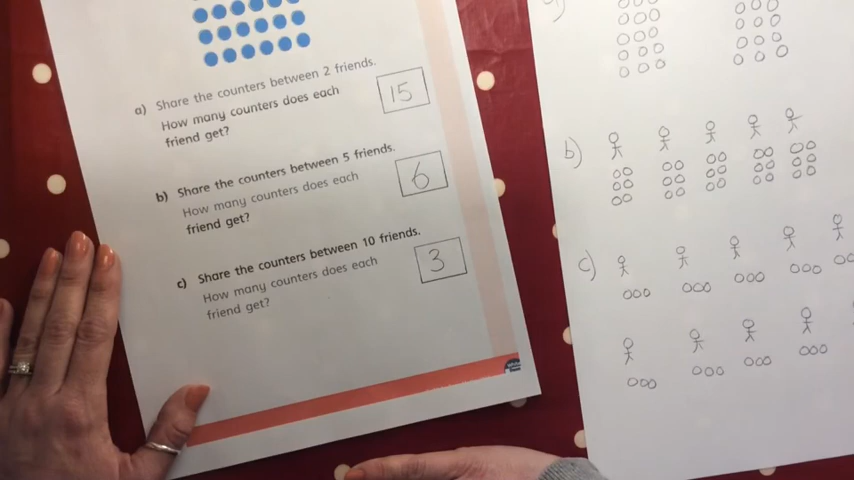 a) Share the counters between 2 friends.
How many counters does each
friend get?
15
b) Share the counters between 5 friends.
How many counters does each
friend get?
6
c) Share the counters between 10 friends.
How many counters does each
friend get?
3
b)
c)